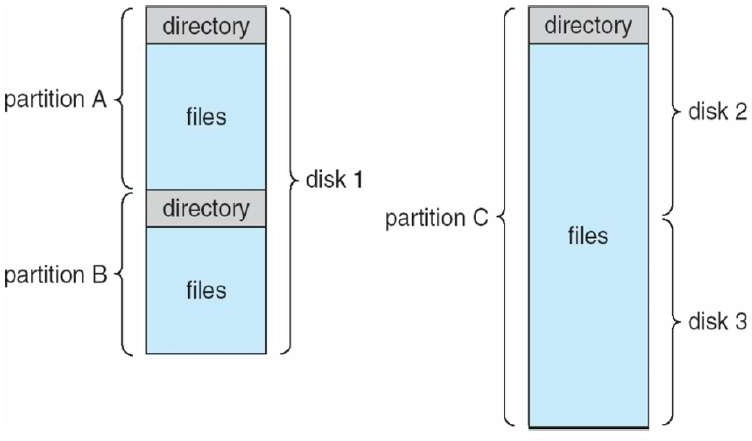 directory
partition A
files
disk 1
directory
partition B
files
directory
disk 2
partition C
files
disk 3